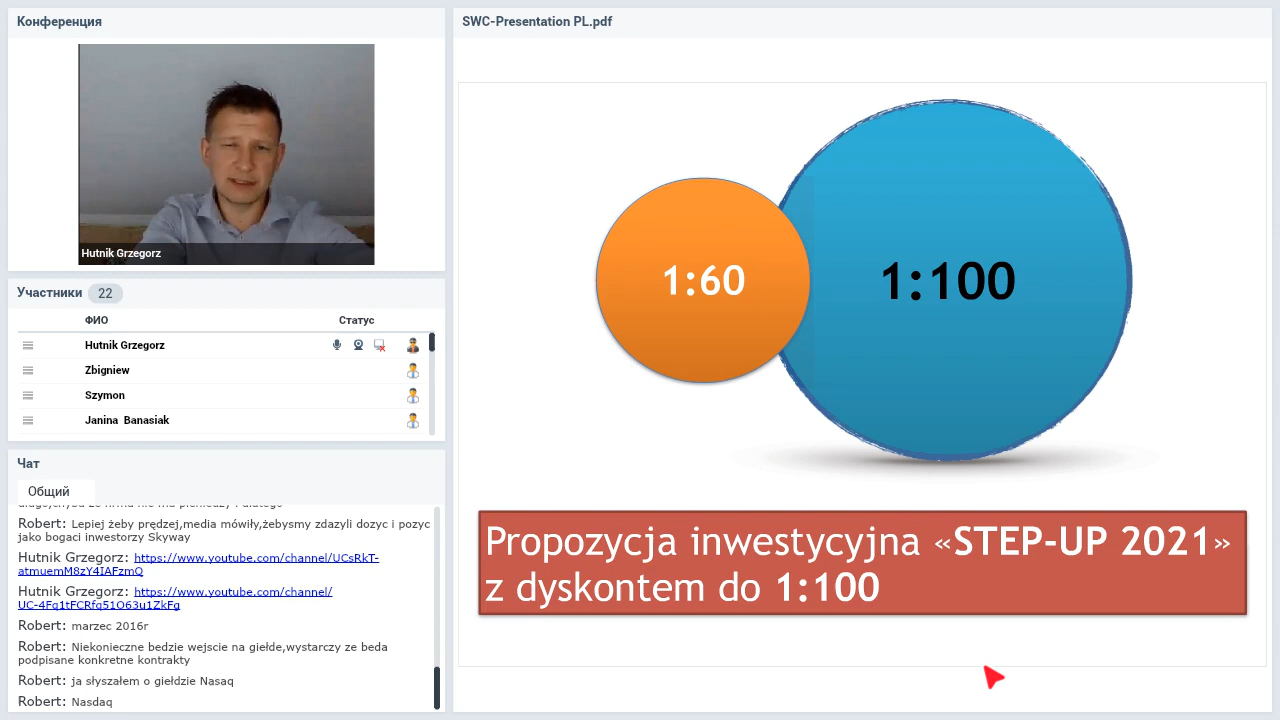 Конференция
Hutnik Grzegorz
Участники 22
ФИО Статус
Hutnik Grzegorz
Zbigniew
Szymon
Janina Banasiak
Чат
Общий
Robert: Lepiej żeby prędzej,media mówiły,żebysmy zdazyli dozyc i pozyc
jako bogaci inwestorzy Skyway
Hutnik Grzegorz: https://www.youtube.com/channel/UCsRkT-
atmuemM8zY4IAFzmQ
Hutnik Grzegorz: https://www.youtube.com/channel/
UC-4Fq1tFCRfq51O63u1ZkFg
Robert: marzec 2016r
Robert: Niekonieczne bedzie wejscie na giełde,wystarczy ze beda
podpisane konkretne kontrakty
Robert: ja słyszałem o giełdzie Nasaq
Robert: Nasdaq
SWC-Presentation PL.pdf
1:60
1:100
Propozycja inwestycyjna «STEP-UP 2021»
z dyskontem do 1:100